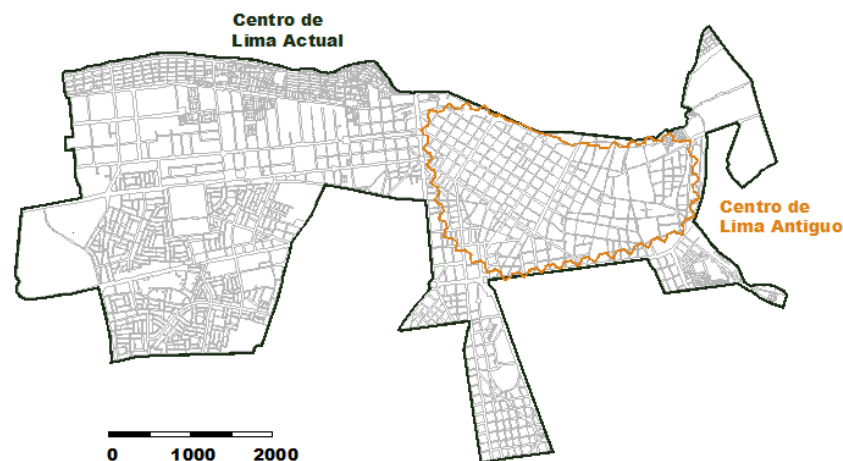 Centro de
Lima Actual
Centro de
Lima Antiguo
0 1000 2000